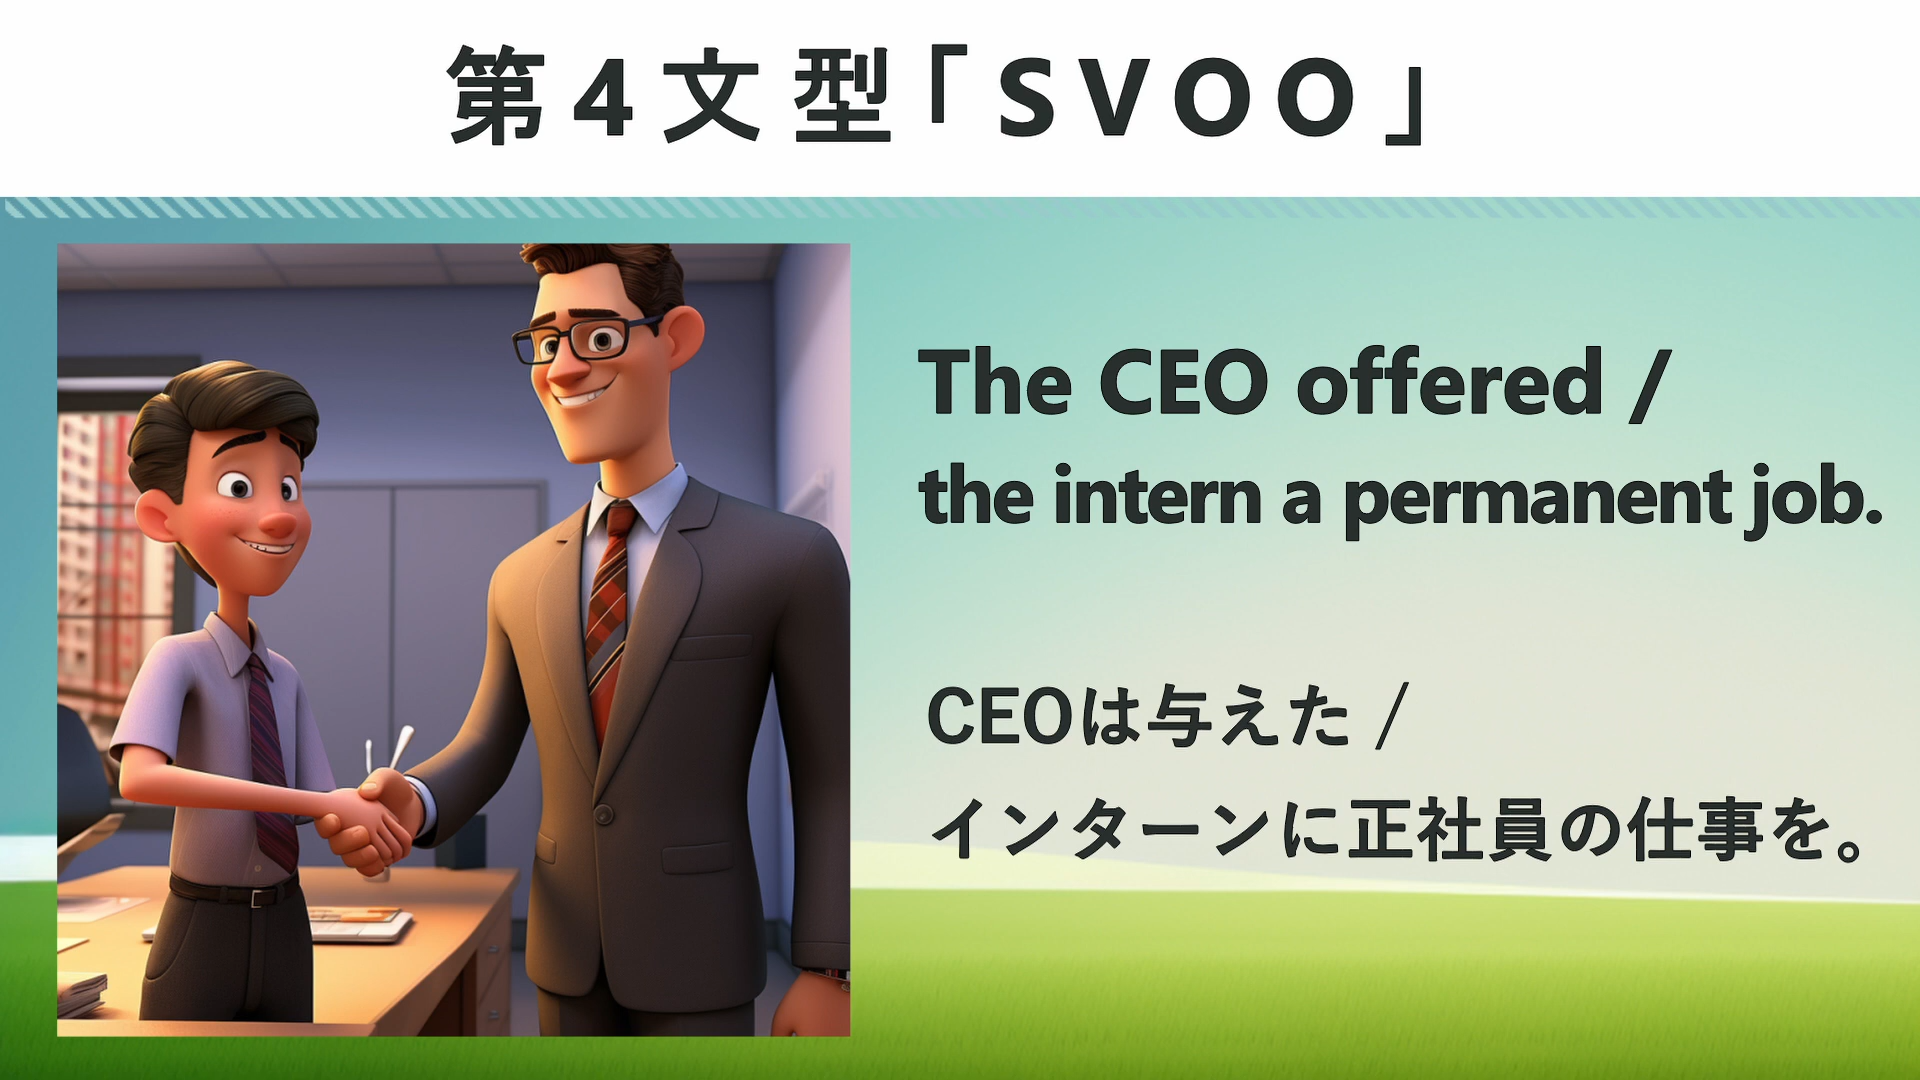 第4文型「SVOO」
The CEO offered /
the intern a permanent job.
CEOは与えた /
インターンに正社員の仕事を。